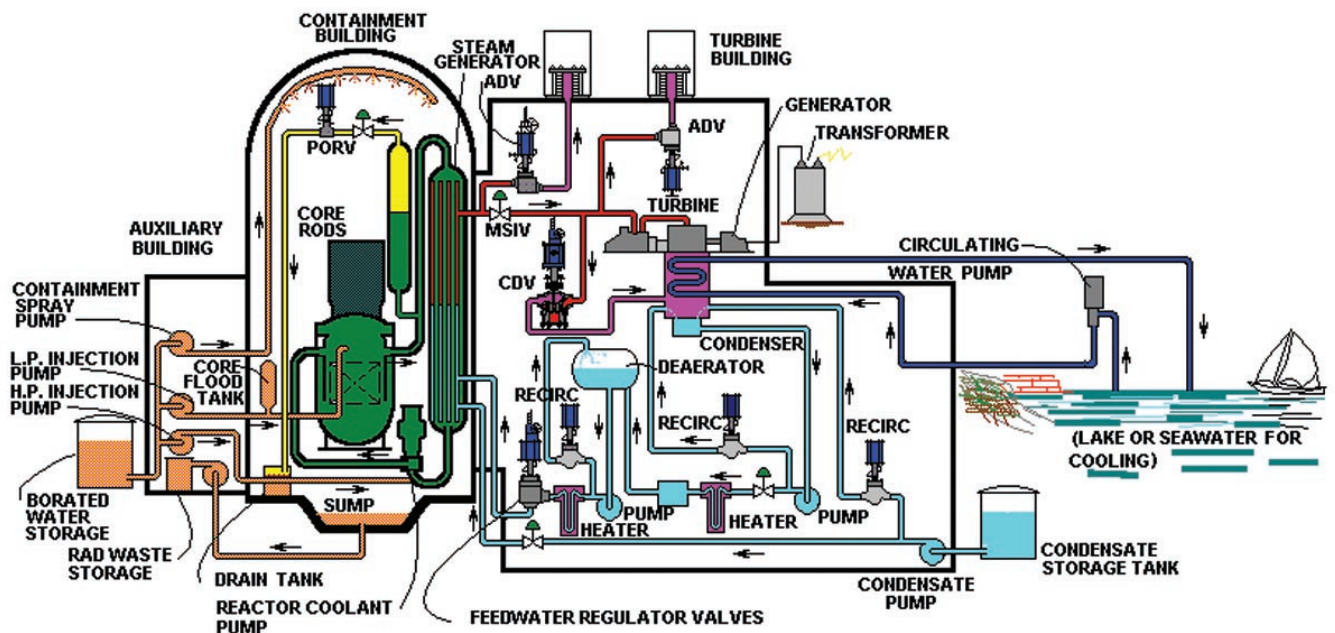 CONTAINMENT
BUILDING
STEAM
GENERATOR
ADV
TURBINE
BUILDING
GENERATOR
TRANSFORMER
ADV
PORV
TURBINE
CORE
RODS
MSIV
AUXILIARY
BUILDING
CIRCULATING
WATER PUMP
CONTAINMENT
SPRAY
PUMP
CDV
CONDENSER
L.P. INJECTION
PUMP
H.P. INJECTION
PUMP
CORE
FLOOD
TANK
DEAERATOR
RECIRC
RECIRC
RECIRC
(LAKE OR SEAWATER FOR
COOLING)
BORATED
WATER
STORAGE
SUMP
PUMP
HEATER
HEATER
PUMP
RAD WASTE
STORAGE
DRAIN TANK
REACTOR COOLANT
PUMP
FEEDWATER REGULATOR VALVES
CONDENSATE
PUMP
CONDENSATE
STORAGE TANK